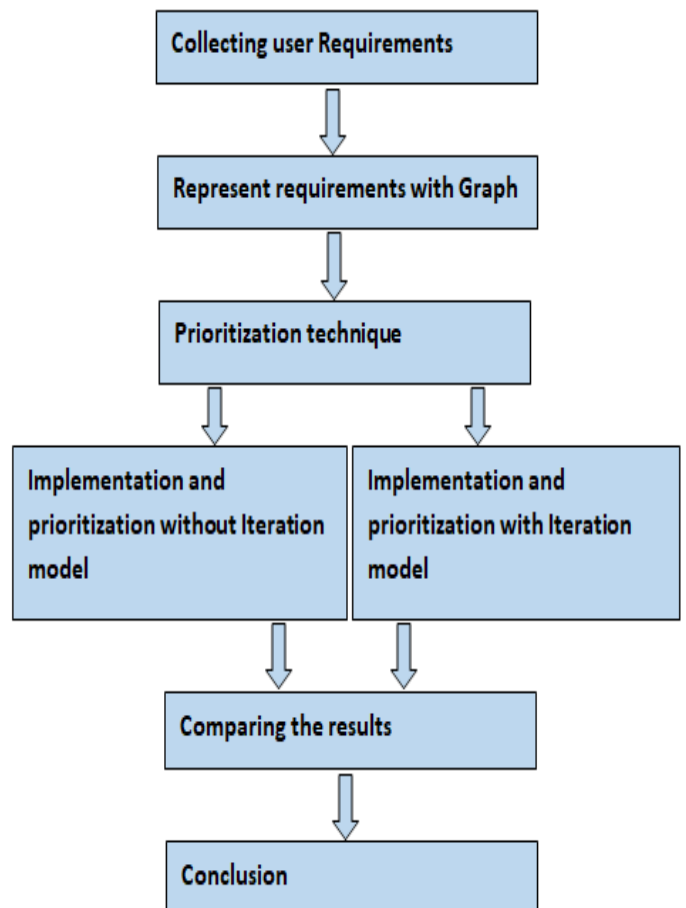 Collecting user Requirements
Represent requirements with Graph
Prioritization technique
Implementation and
prioritization without Iteration
model
Implementation and
prioritization with Iteration
model
Comparing the results
Conclusion